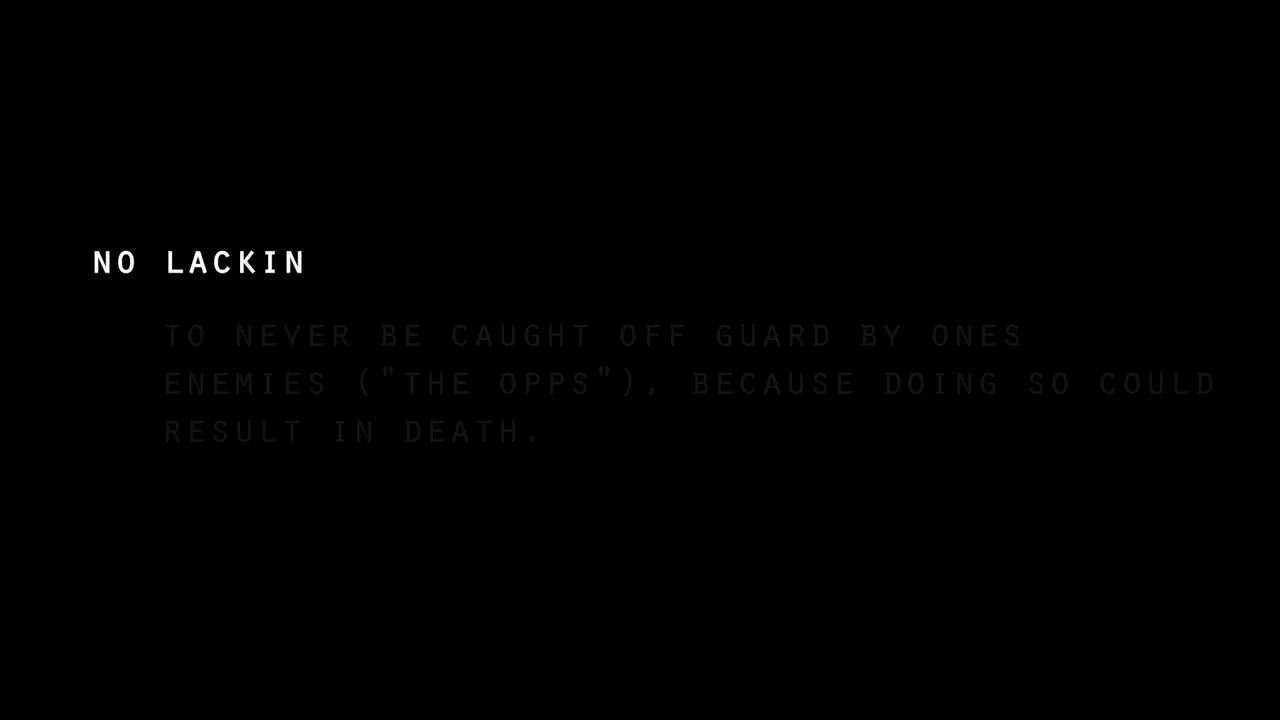 NO LACKIN
TO NEVER BE CAUGHT OFF GUARD BY ONES
ENEMIES ("THE OPPS"), BECAUSE DOING SO COULD
RESULT IN DEATH.